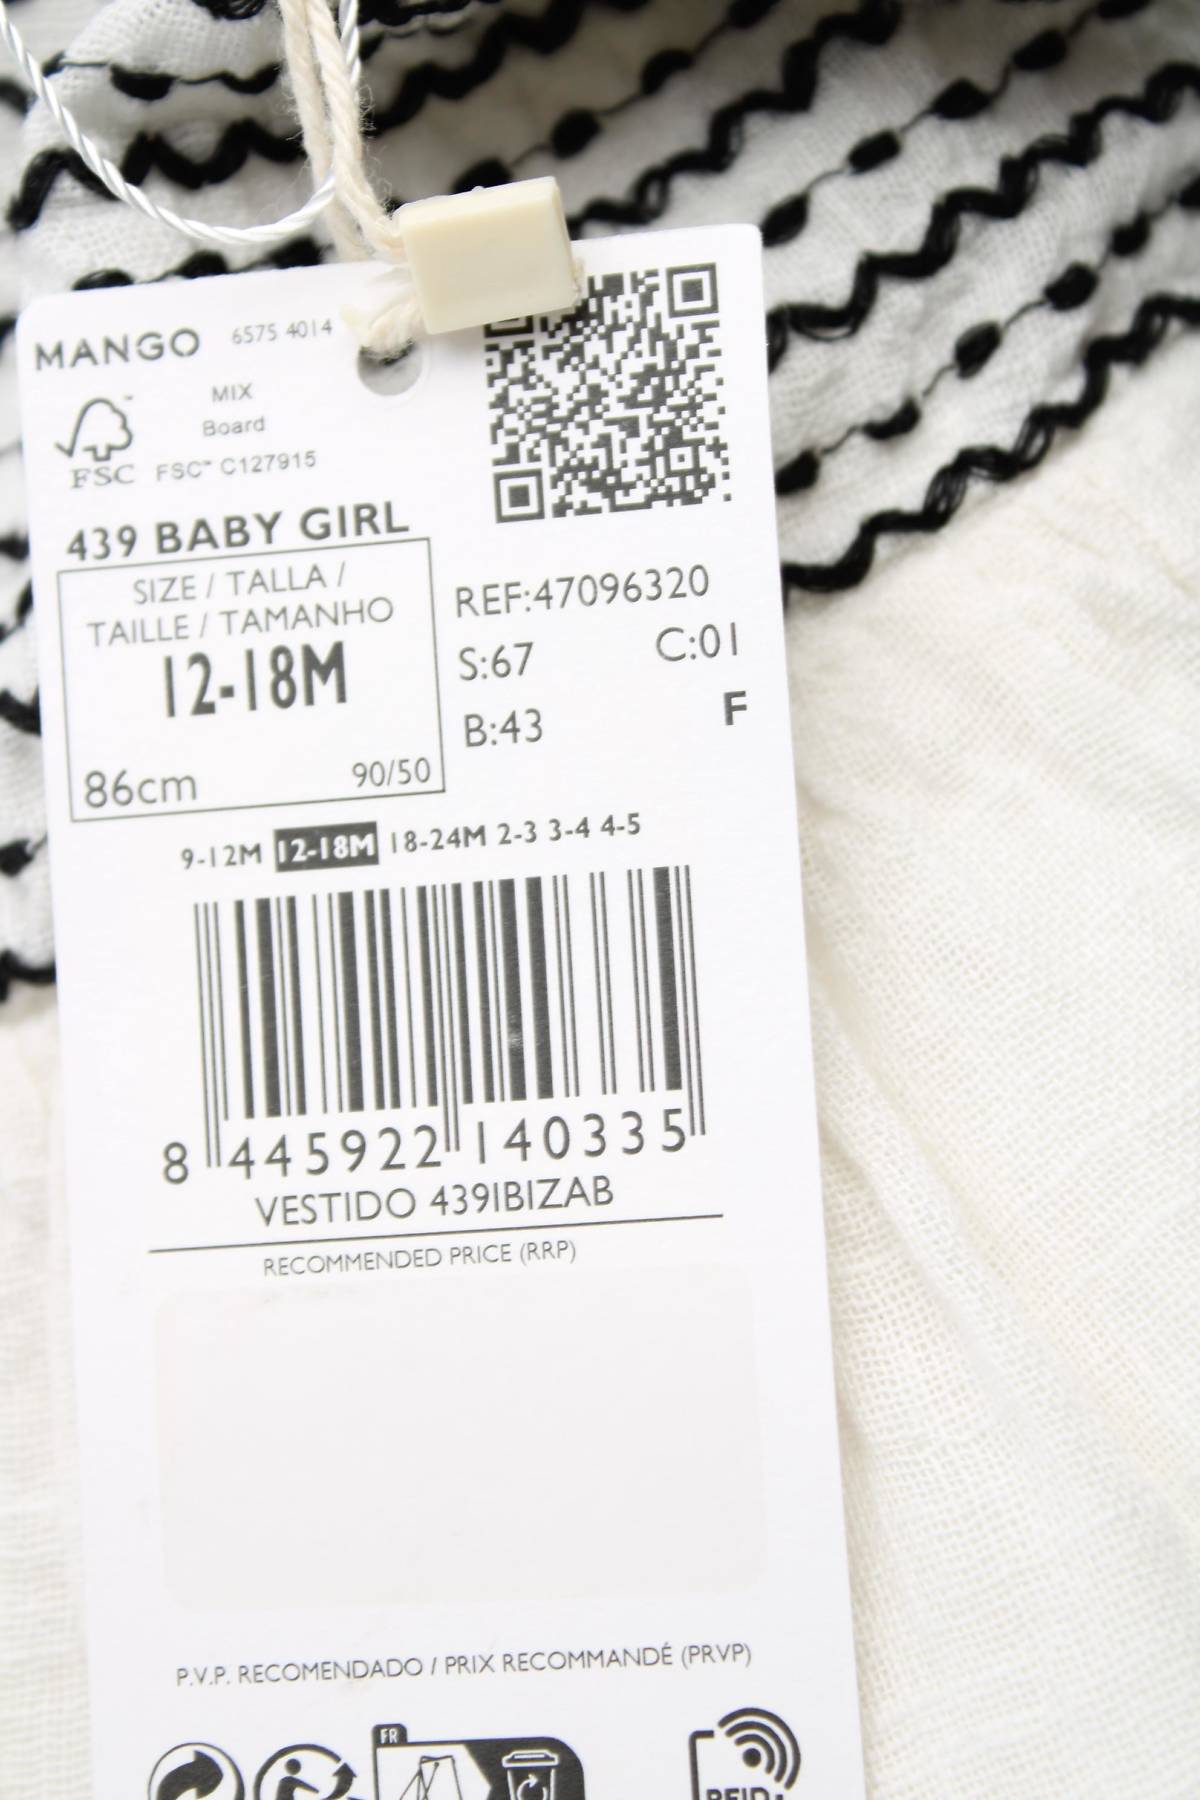 MANGO 6575 4014
MIX
Board
FSC
FSC™ C127915
439 BABY GIRL
SIZE / TALLA /
TAILLE / TAMANHO
12-18M
86cm 90/50
REF:47096320
S:67 C:01
B:43 F
9-12M 12-18M 18-24M 2-3 3-4 4-5
8 445922 140335
VESTIDO 439IBIZAB
RECOMMENDED PRICE (RRP)
P.V.P. RECOMENDADO / PRIX RECOMMANDÉ (PRVP)
FR
RFID